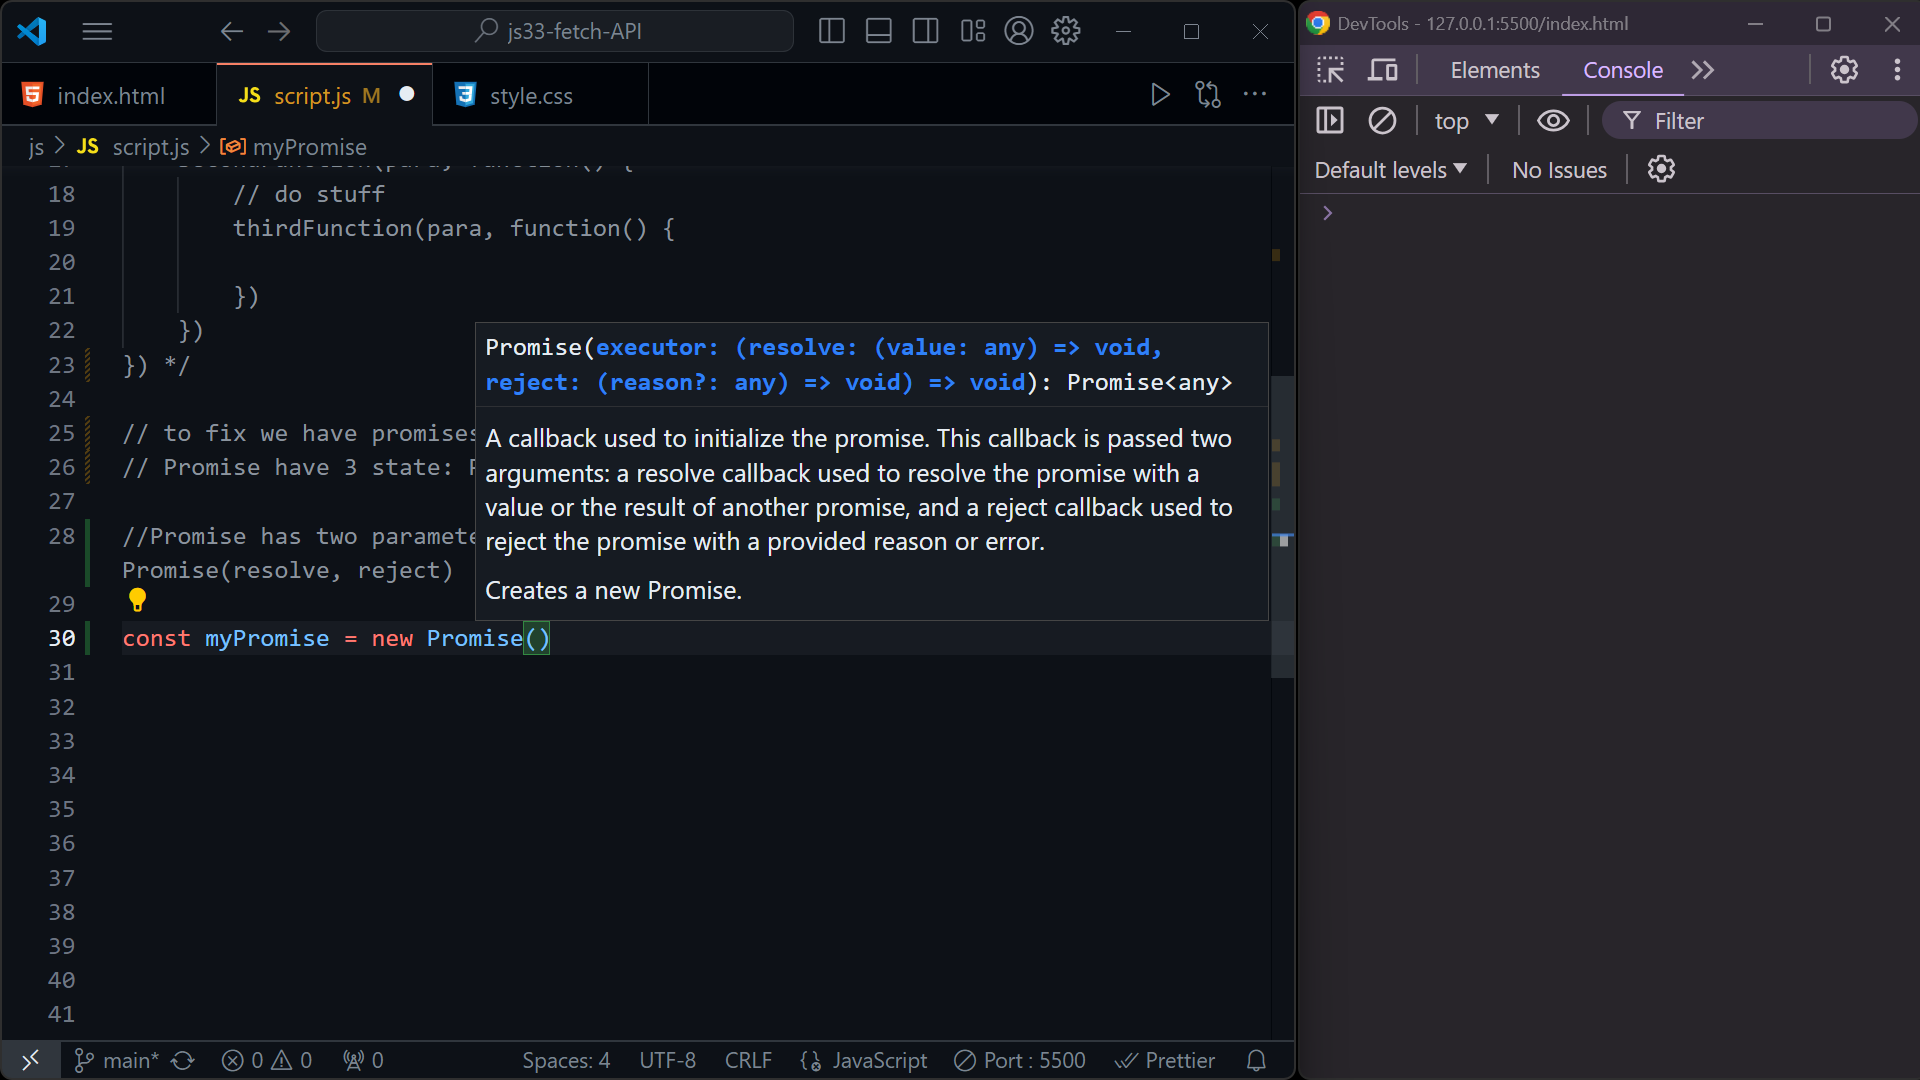 js33-fetch-API
index.html
JS script.js M
style.css
js > JS script.js > myPromise
18 // do stuff
19 thirdFunction(para, function() {
20
21 })
22 })
23 }) */
24
25 // to fix we have promises
26 // Promise have 3 state:
27
28 //Promise has two paramete
Promise(resolve, reject)
29
30 const myPromise = new Promise()
31
32
33
34
35
36
37
38
39
40
41
Promise(executor: (resolve: (value: any) => void,
reject: (reason?: any) => void) => void): Promise<any>
A callback used to initialize the promise. This callback is passed two
arguments: a resolve callback used to resolve the promise with a
value or the result of another promise, and a reject callback used to
reject the promise with a provided reason or error.
Creates a new Promise.
main* 0 0 0 Spaces: 4 UTF-8 CRLF JavaScript Port : 5500 Prettier
DevTools - 127.0.0.1:5500/index.html
Elements Console
top Filter
Default levels No Issues